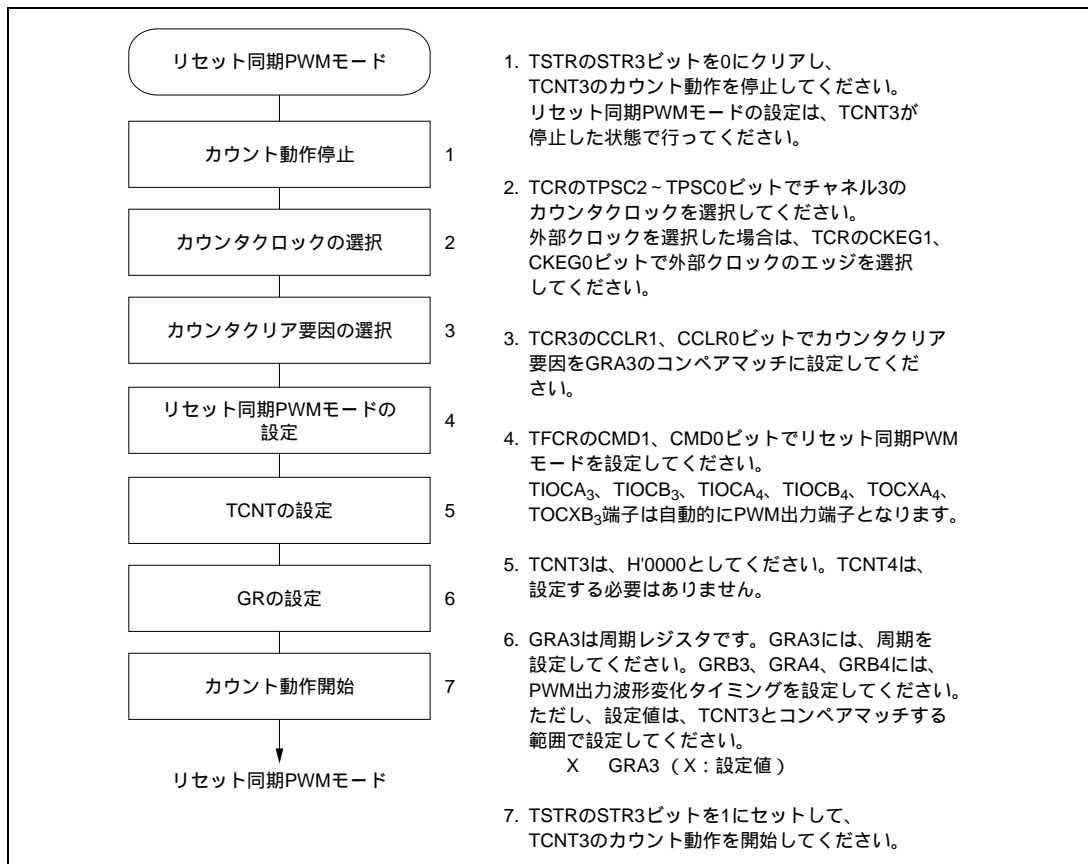 リセット同期PWMモード
カウント動作停止 1
カウンタクロックの選択 2
カウンタクリア要因の選択 3
リセット同期PWMモードの
設定 4
TCNTの設定 5
GRの設定 6
カウント動作開始 7
リセット同期PWMモード
1. TSTRのSTR3ビットを0にクリアし、
TCNT3のカウント動作を停止してください。
リセット同期PWMモードの設定は、TCNT3が
停止した状態で行ってください。
2. TCRのTPSC2~TPSC0ビットでチャネル3の
カウンタクロックを選択してください。
外部クロックを選択した場合は、TCRのCKEG1、
CKEG0ビットで外部クロックのエッジを選択
してください。
3. TCR3のCCLR1、CCLR0ビットでカウンタクリア
要因をGRA3のコンペアマッチに設定してくだ
さい。
4. TFCRのCMD1、CMD0ビットでリセット同期PWM
モードを設定してください。
TIOCA3、TIOCB3、TIOCA4、TIOCB4、TOCXA4、
TOCXB3端子は自動的にPWM出力端子となります。
5. TCNT3は、H'0000としてください。TCNT4は、
設定する必要はありません。
6. GRA3は周期レジスタです。GRA3には、周期を
設定してください。GRB3、GRA4、GRB4には、
PWM出力波形変化タイミングを設定してください。
ただし、設定値は、TCNT3とコンペアマッチする
範囲で設定してください。
X GRA3 (X:設定値)
7. TSTRのSTR3ビットを1にセットして、
TCNT3のカウント動作を開始してください。